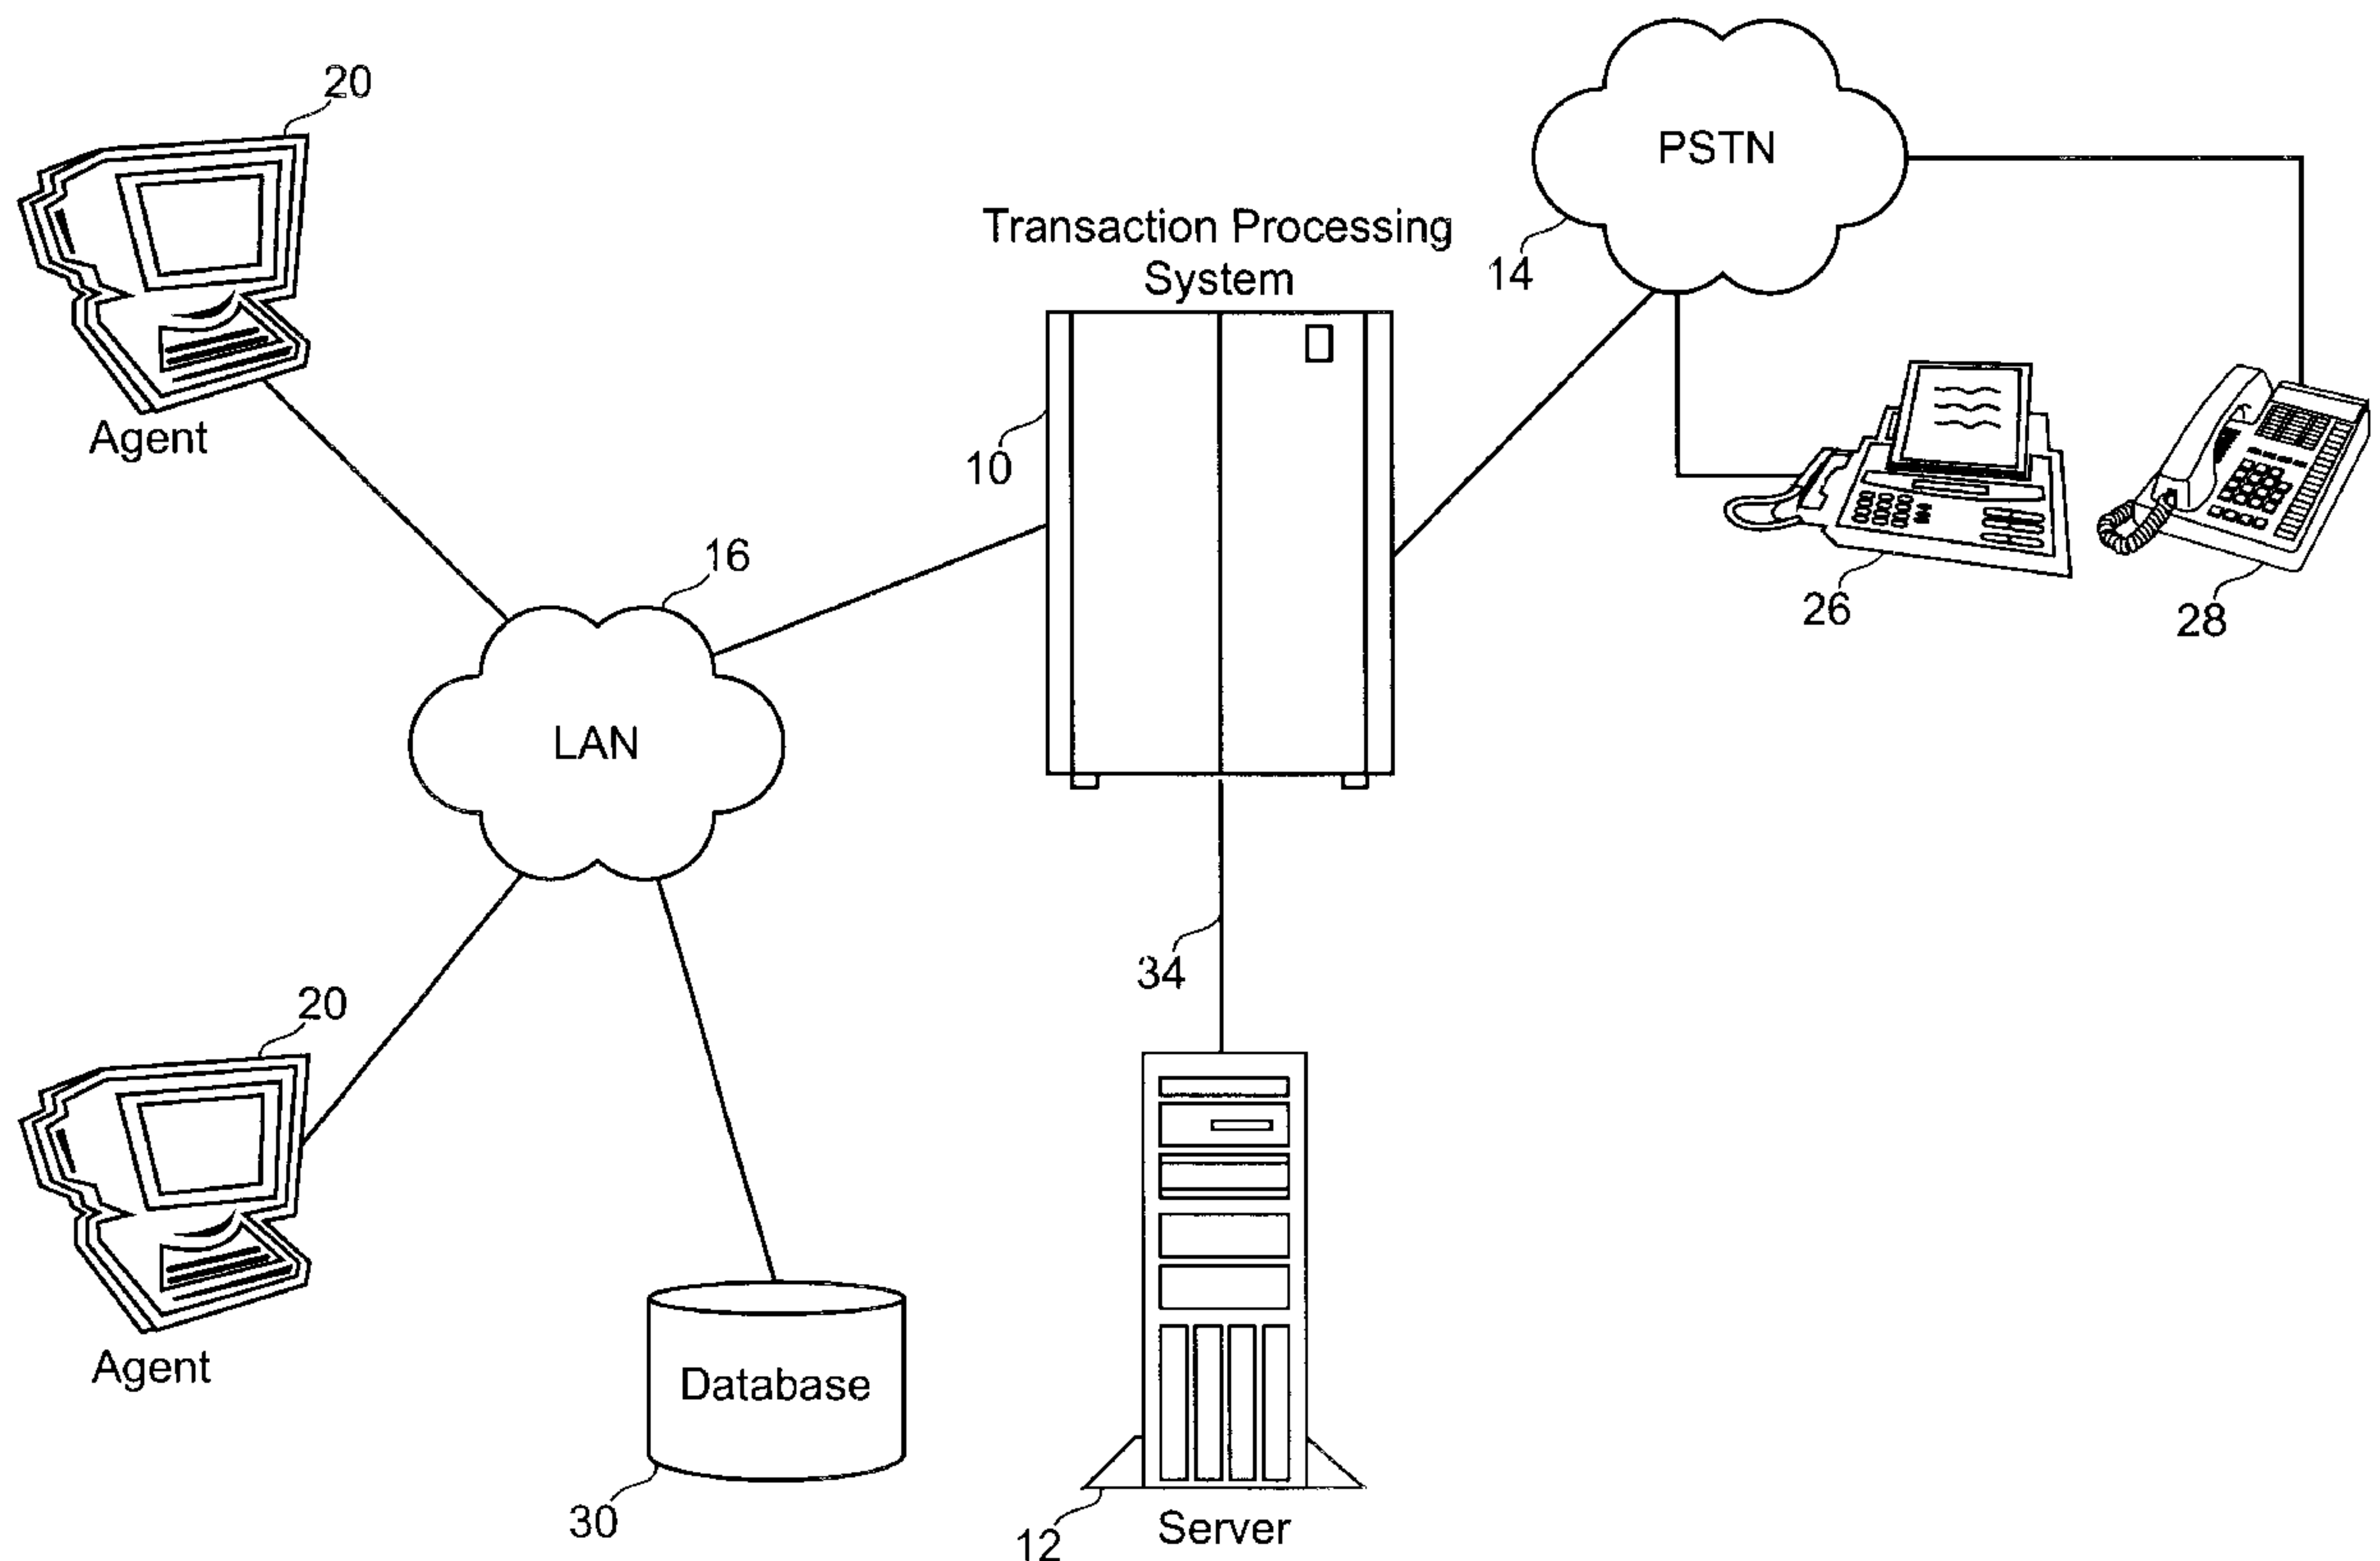 20
PSTN
Transaction Processing
System
14
Agent
10
16
26
28
LAN
34
20
Agent
Database
30
12
Server